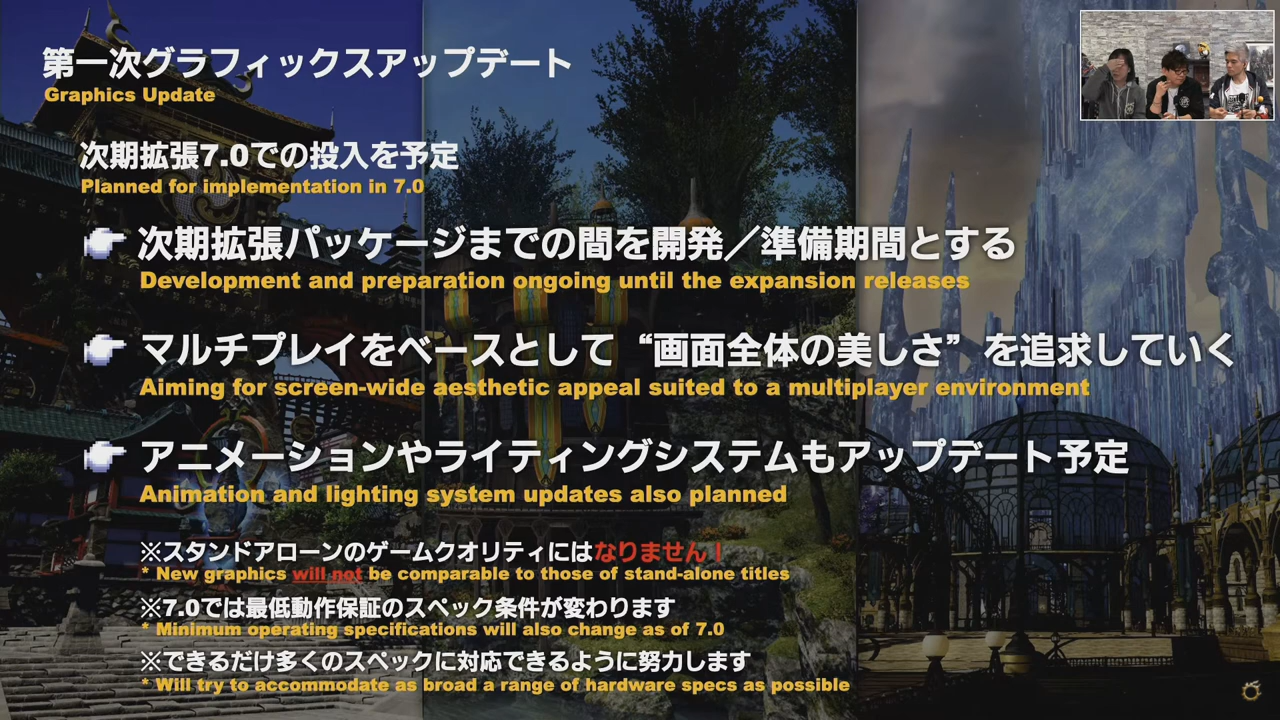 第一次グラフィックスアップデート
Graphics Update
次期拡張7.0での投入を予定
Planned for implementation in 7.0
次期拡張パッケージまでの間を開発／準備期間とする
Development and preparation ongoing until the expansion releases
マルチプレイをベースとして“画面全体の美しさ”を追求していく
Aiming for screen-wide aesthetic appeal suited to a multiplayer environment
アニメーションやライティングシステムもアップデート予定
Animation and lighting system updates also planned
※スタンドアローンのゲームクオリティにはなりません！
* New graphics will not be comparable to those of stand-alone titles
※7.0では最低動作保証のスペック条件が変わります
* Minimum operating specifications will also change as of 7.0
※できるだけ多くのスペックに対応できるように努力します
* Will try to accommodate as broad a range of hardware specs as possible